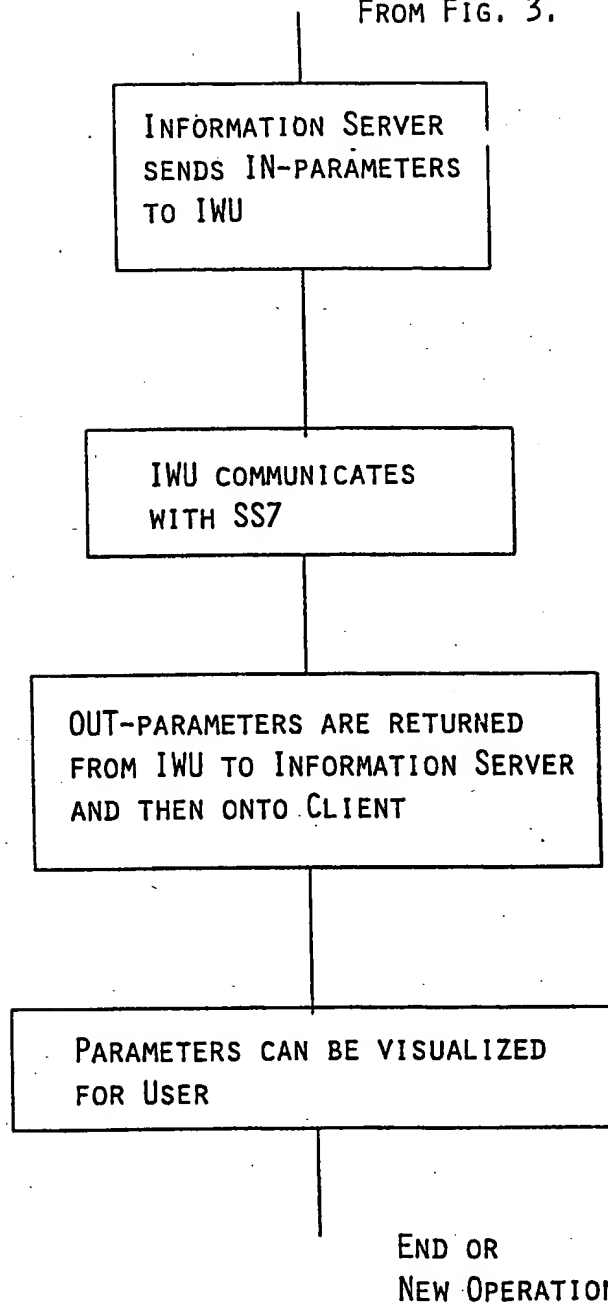 FROM FIG. 3.
INFORMATION SERVER
SENDS IN-PARAMETERS
TO IWU
IWU COMMUNICATES
WITH SS7
OUT-PARAMETERS ARE RETURNED
FROM IWU TO INFORMATION SERVER
AND THEN ONTO CLIENT
PARAMETERS CAN BE VISUALIZED
FOR USER
END OR
NEW OPERATION